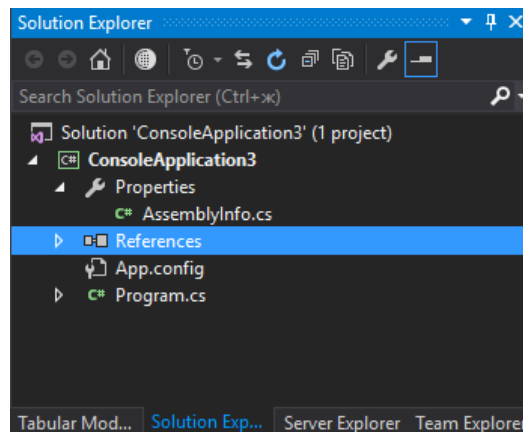 Solution Explorer
Search Solution Explorer (Ctrl+ж)
Solution 'ConsoleApplication3' (1 project)
C# ConsoleApplication3
Properties
C# AssemblyInfo.cs
References
App.config
C# Program.cs
Tabular Mod... Solution Exp... Server Explorer Team Explorer